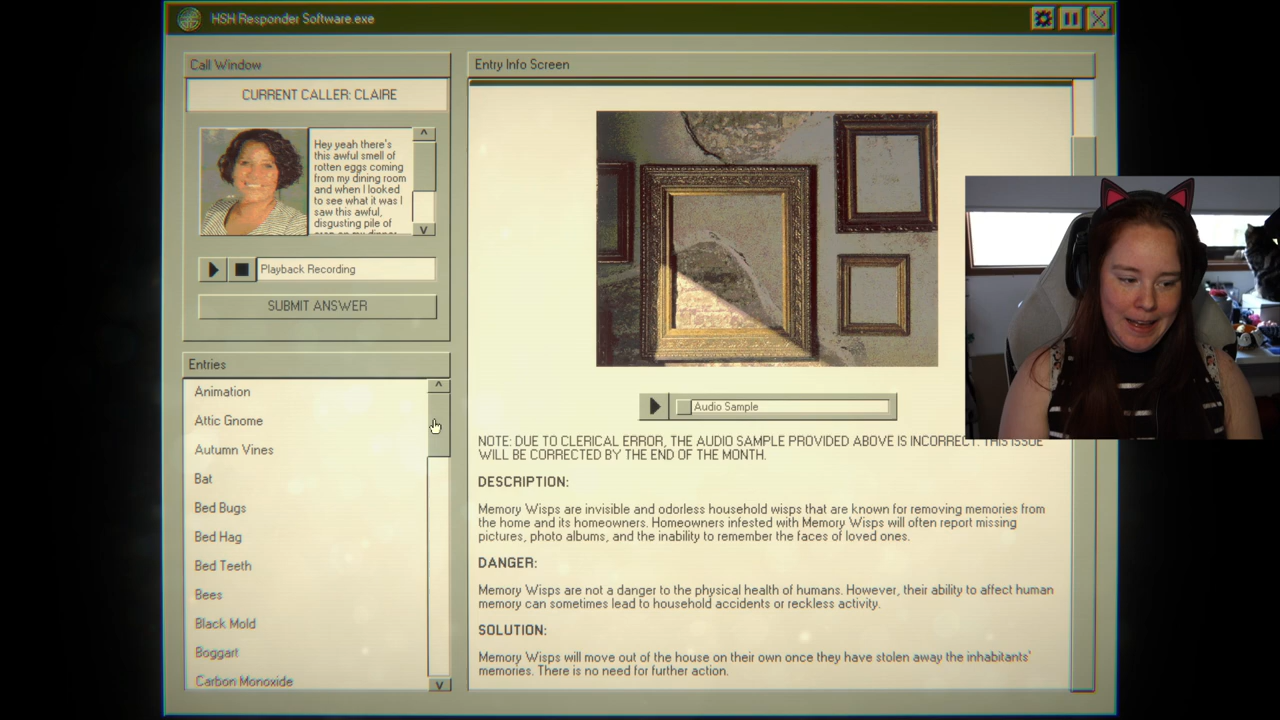 HSH Responder Software.exe
Call Window
CURRENT CALLER: CLAIRE
Hey yeah there's
this awful smell of
rotten eggs coming
from my dining room
and when I looked
to see what it was I
saw this awful,
disgusting pile of
Playback Recording
SUBMIT ANSWER
Entries
Animation
Attic Gnome
Autumn Vines
Bat
Bed Bugs
Bed Hag
Bed Teeth
Bees
Black Mold
Boggart
Carbon Monoxide
Entry Info Screen
Audio Sample
NOTE: DUE TO CLERICAL ERROR, THE AUDIO SAMPLE PROVIDED ABOVE IS INCORRECT. THIS ISSUE
WILL BE CORRECTED BY THE END OF THE MONTH.
DESCRIPTION:
Memory Wisps are invisible and odorless household wisps that are known for removing memories from
the home and its homeowners. Homeowners infested with Memory Wisps will often report missing
pictures, photo albums, and the inability to remember the faces of loved ones.
DANGER:
Memory Wisps are not a danger to the physical health of humans. However, their ability to affect human
memory can sometimes lead to household accidents or reckless activity.
SOLUTION:
Memory Wisps will move out of the house on their own once they have stolen away the inhabitants'
memories. There is no need for further action.